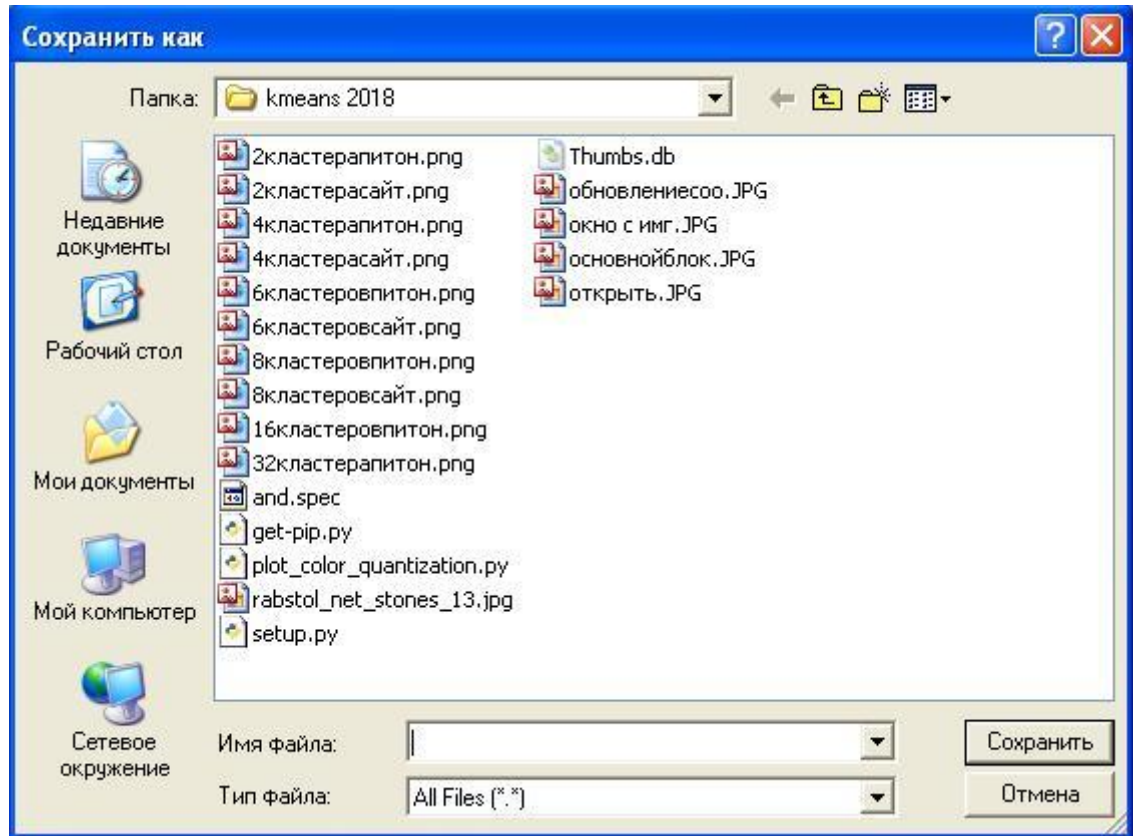 Сохранить как
Папка:
kmeans 2018
Недавние
документы
Рабочий стол
Мои документы
Мой компьютер
Сетевое
окружение
2кластерапитон.png
2кластерасайт.png
4кластерапитон.png
4кластерасайт.png
6кластеровпитон.png
6кластеровсайт.png
8кластеровпитон.png
8кластеровсайт.png
16кластеровпитон.png
32кластерапитон.png
and.spec
get-pip.py
plot_color_quantization.py
rabstol_net_stones_13.jpg
setup.py
Thumbs.db
обновлениесоо.JPG
окно с имг.JPG
основнойблок.JPG
открыть.JPG
Имя файла:
Сохранить
Тип файла:
All Files (*.*)
Отмена